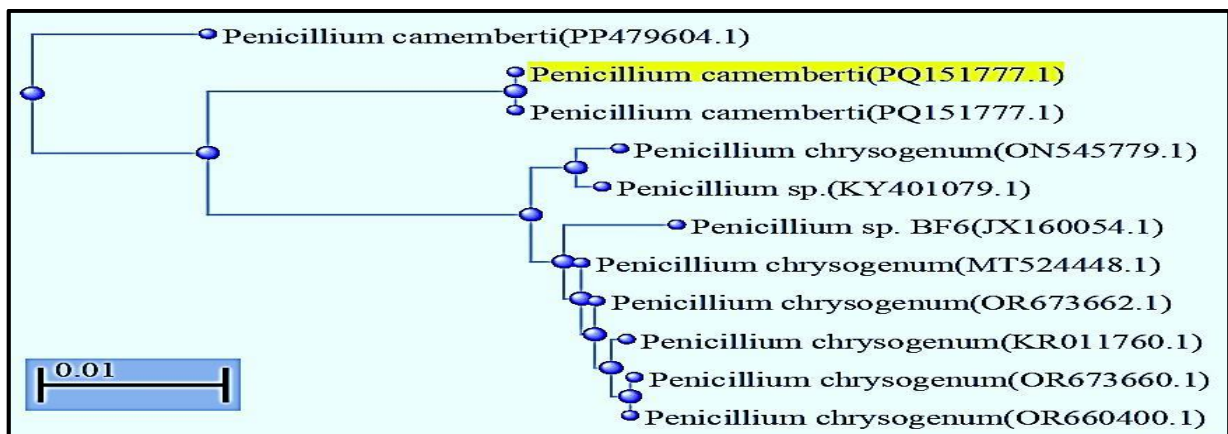 Penicillium camemberti(PP479604.1)
Penicillium camemberti(PQ151777.1)
Penicillium camemberti(PQ151777.1)
Penicillium chrysogenum(ON545779.1)
Penicillium sp.(KY401079.1)
Penicillium sp. BF6(JX160054.1)
Penicillium chrysogenum(MT524448.1)
Penicillium chrysogenum(OR673662.1)
Penicillium chrysogenum(KR011760.1)
Penicillium chrysogenum(OR673660.1)
Penicillium chrysogenum(OR660400.1)
0.01